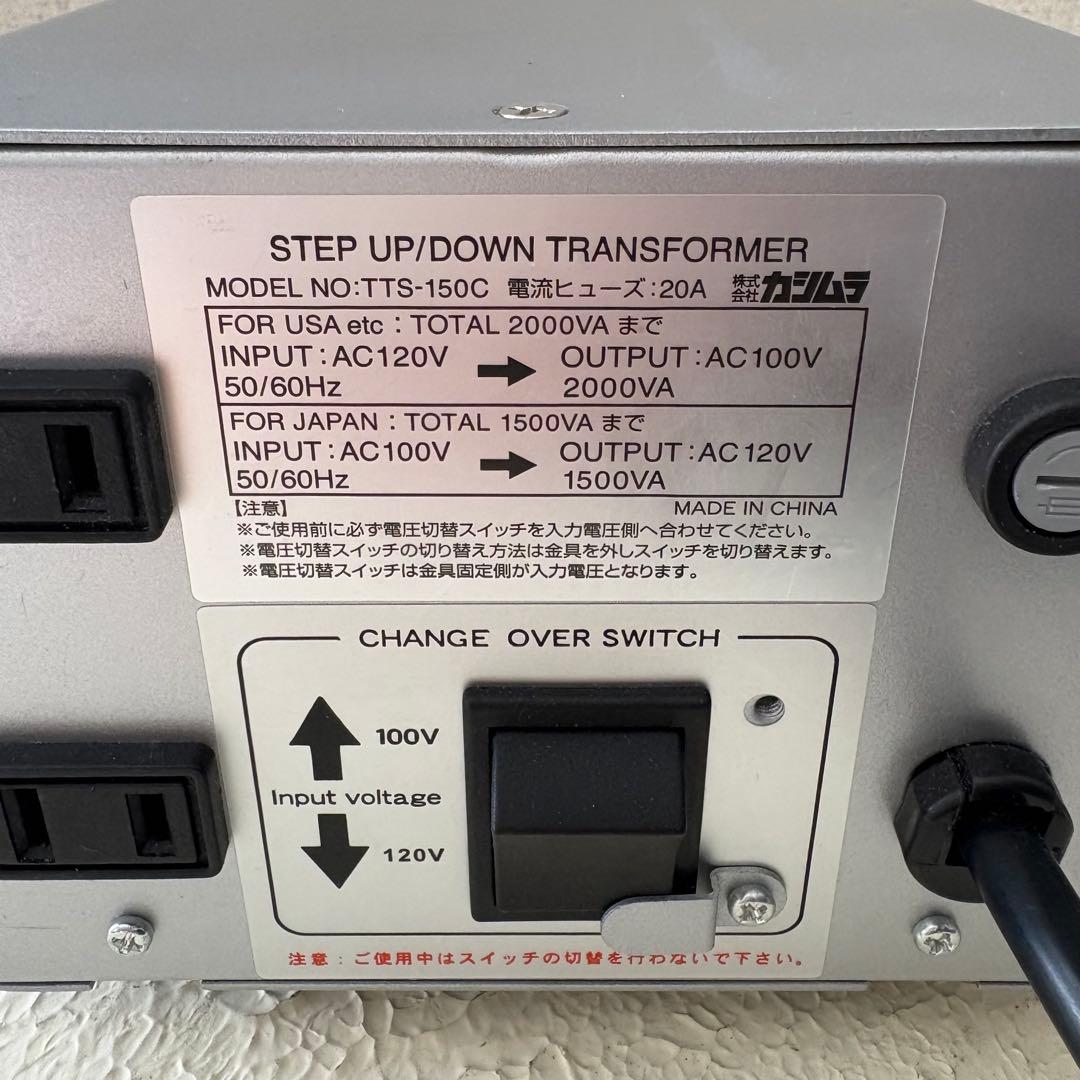 STEP UP/DOWN TRANSFORMER
MODEL NO:TTS-150C 電流ヒューズ:20A 株式会社カシムラ
FOR USA etc : TOTAL 2000VA まで
INPUT : AC120V → OUTPUT : AC100V
50/60Hz 2000VA
FOR JAPAN : TOTAL 1500VA まで
INPUT : AC100V → OUTPUT : AC120V
50/60Hz 1500VA
【注意】 MADE IN CHINA
※ご使用前に必ず電圧切替スイッチを入力電圧側へ合わせてください。
※電圧切替スイッチの切り替え方法は金具を外しスイッチを切り替えます。
※電圧切替スイッチは金具固定側が入力電圧となります。
CHANGE OVER SWITCH
100V
Input voltage
120V
注意 : ご使用中はスイッチの切替を行わないで下さい。